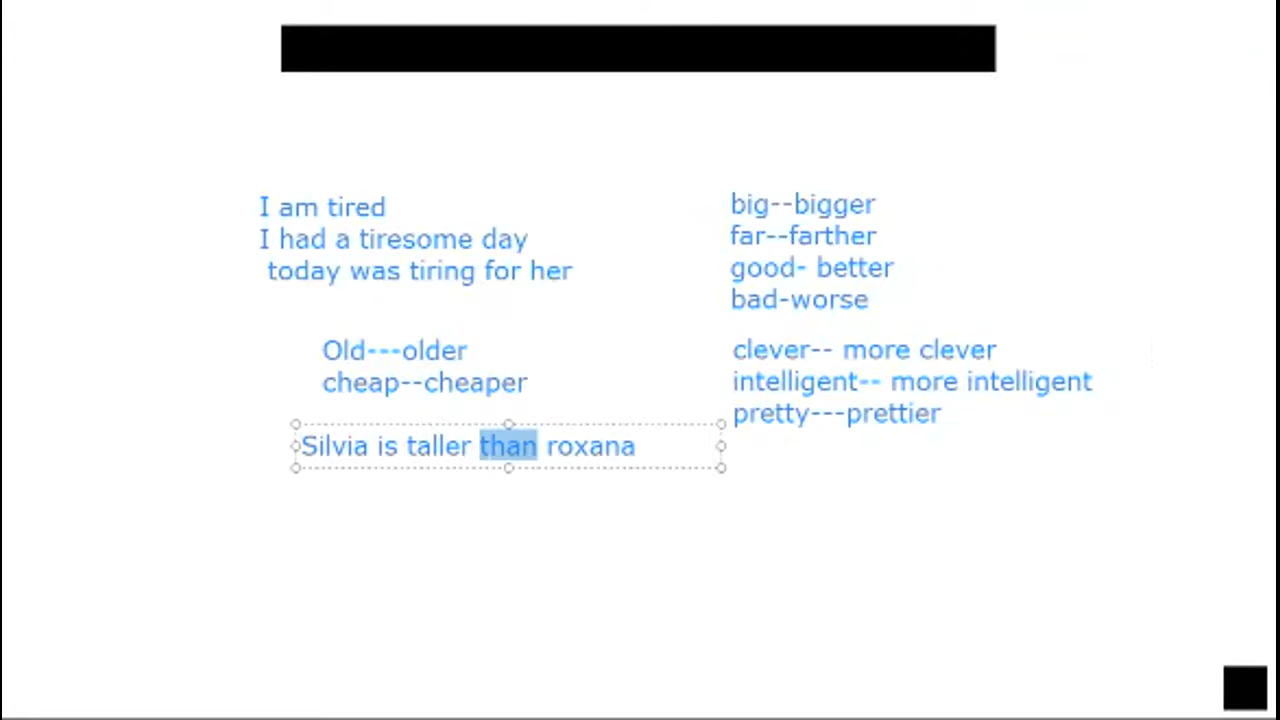 I am tired
I had a tiresome day
today was tiring for her
big--bigger
far--farther
good- better
bad-worse
Old---older
cheap--cheaper
clever-- more clever
intelligent-- more intelligent
pretty---prettier
Silvia is taller than roxana